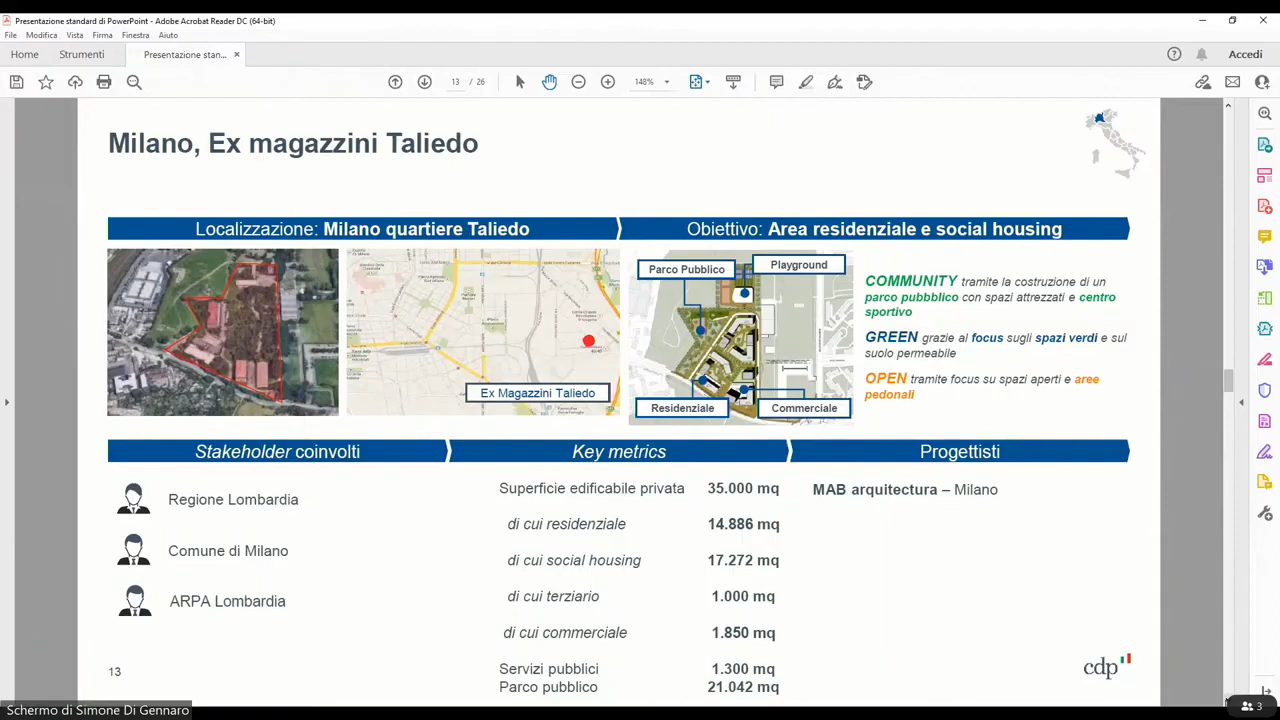 Presentazione standard di PowerPoint - Adobe Acrobat Reader DC (64-bit)
File Modifica Vista Firma Finestra Aiuto
Home Strumenti Presentazione stan... × Accedi
13 / 26 148%
Milano, Ex magazzini Taliedo
Localizzazione: Milano quartiere Taliedo
Obiettivo: Area residenziale e social housing
Ex Magazzini Taliedo
Parco Pubblico
Playground
Residenziale
Commerciale
COMMUNITY tramite la costruzione di un
parco pubbblico con spazi attrezzati e centro
sportivo
GREEN grazie al focus sugli spazi verdi e sul
suolo permeabile
OPEN tramite focus su spazi aperti e aree
pedonali
Stakeholder coinvolti
Regione Lombardia
Comune di Milano
ARPA Lombardia
Key metrics
Superficie edificabile privata 35.000 mq
di cui residenziale 14.886 mq
di cui social housing 17.272 mq
di cui terziario 1.000 mq
di cui commerciale 1.850 mq
Servizi pubblici 1.300 mq
Parco pubblico 21.042 mq
Progettisti
MAB arquitectura – Milano
13
cdp
Schermo di Simone Di Gennaro
3